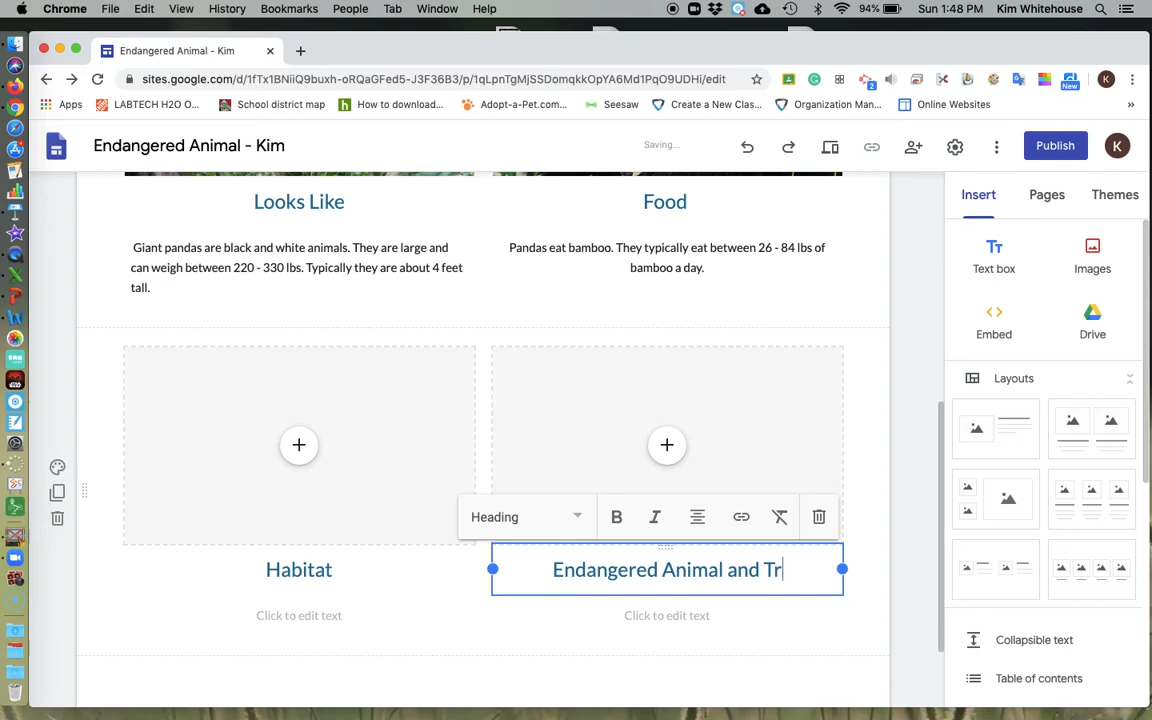 Chrome File Edit View History Bookmarks People Tab Window Help 94% Sun 1:48 PM Kim Whitehouse
Endangered Animal - Kim
sites.google.com/d/1fTx1BNiiQ9buxh-oRQaGFed5-J3F36B3/p/1qLpnTgMjSSDomqkkOpYA6Md1PqO9UDHi/edit
2 New K
Apps LABTECH H2O O... School district map How to download... Adopt-a-Pet.com... Seesaw Create a New Clas... Organization Man... Online Websites »
Endangered Animal - Kim Saving... Publish K
Insert Pages Themes
Looks Like Food
Giant pandas are black and white animals. They are large and
can weigh between 220 - 330 lbs. Typically they are about 4 feet
tall.
Pandas eat bamboo. They typically eat between 26 - 84 lbs of
bamboo a day.
Text box Images
Embed Drive
Layouts
Heading B I
Habitat Endangered Animal and Tr
Click to edit text Click to edit text
Collapsible text
Table of contents